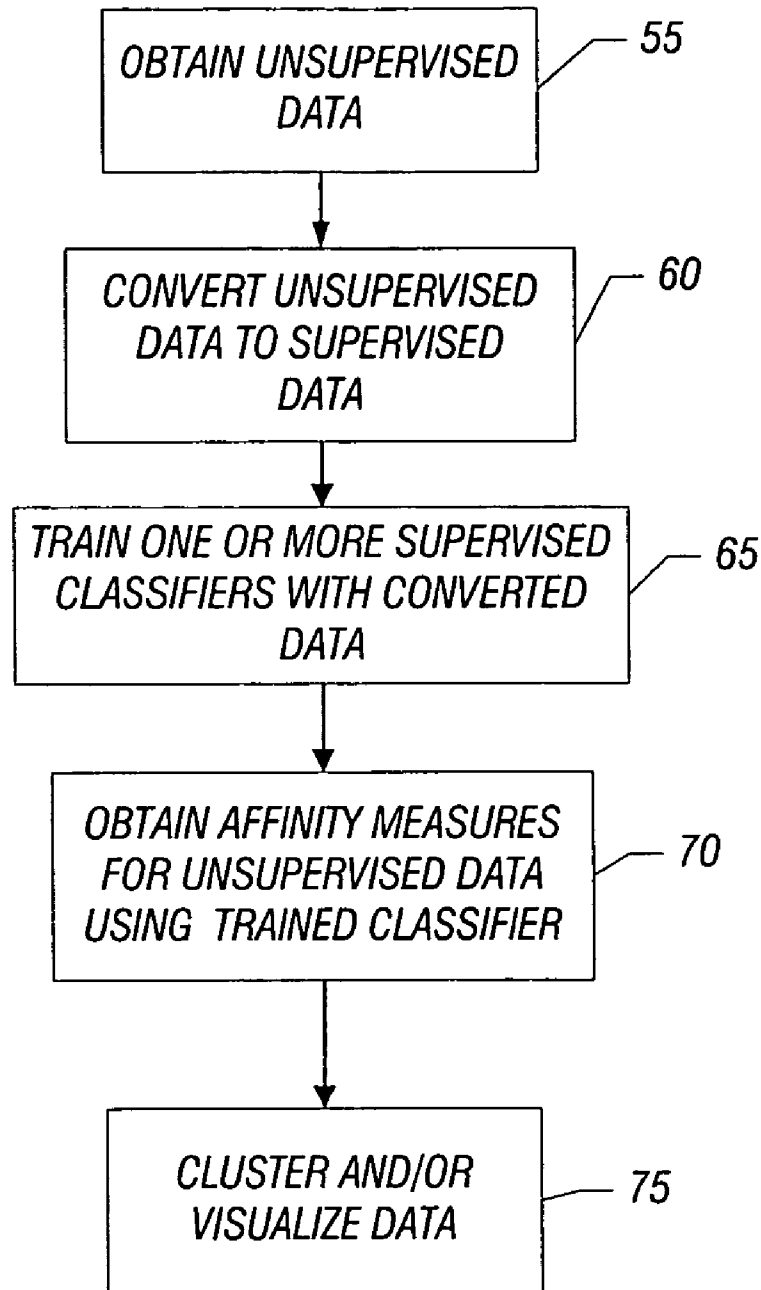 OBTAIN UNSUPERVISED
DATA
55
CONVERT UNSUPERVISED
DATA TO SUPERVISED
DATA
60
TRAIN ONE OR MORE SUPERVISED
CLASSIFIERS WITH CONVERTED
DATA
65
OBTAIN AFFINITY MEASURES
FOR UNSUPERVISED DATA
USING TRAINED CLASSIFIER
70
CLUSTER AND/OR
VISUALIZE DATA
75